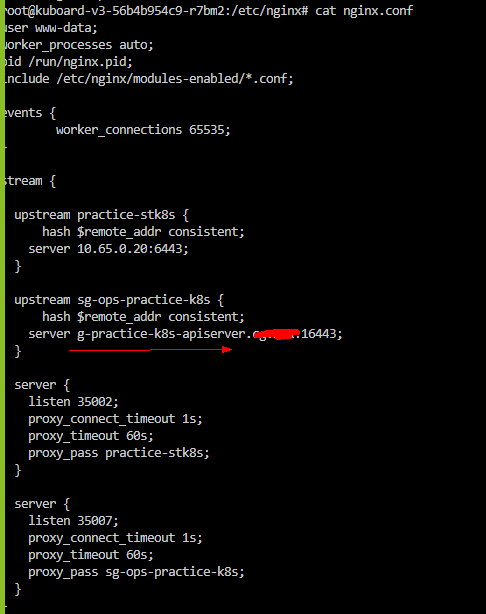 root@kuboard-v3-56b4b954c9-r7bm2:/etc/nginx# cat nginx.conf
user www-data;
worker_processes auto;
pid /run/nginx.pid;
include /etc/nginx/modules-enabled/*.conf;
events {
worker_connections 65535;
}
stream {
upstream practice-stk8s {
hash $remote_addr consistent;
server 10.65.0.20:6443;
}
upstream sg-ops-practice-k8s {
hash $remote_addr consistent;
server g-practice-k8s-apiserver. :16443;
}
server {
listen 35002;
proxy_connect_timeout 1s;
proxy_timeout 60s;
proxy_pass practice-stk8s;
}
server {
listen 35007;
proxy_connect_timeout 1s;
proxy_timeout 60s;
proxy_pass sg-ops-practice-k8s;
}
}